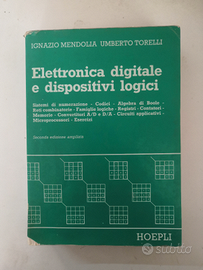 IGNAZIO MENDOLIA UMBERTO TORELLI
Elettronica digitale
e dispositivi logici
Sistemi di numerazione - Codici - Algebra di Boole -
Reti combinatorie - Famiglie logiche - Registri - Contatori -
Memorie - Convertitori A/D e D/A - Circuiti applicativi -
Microprocessori - Esercizi
Seconda edizione ampliata
HOEPLI
subito